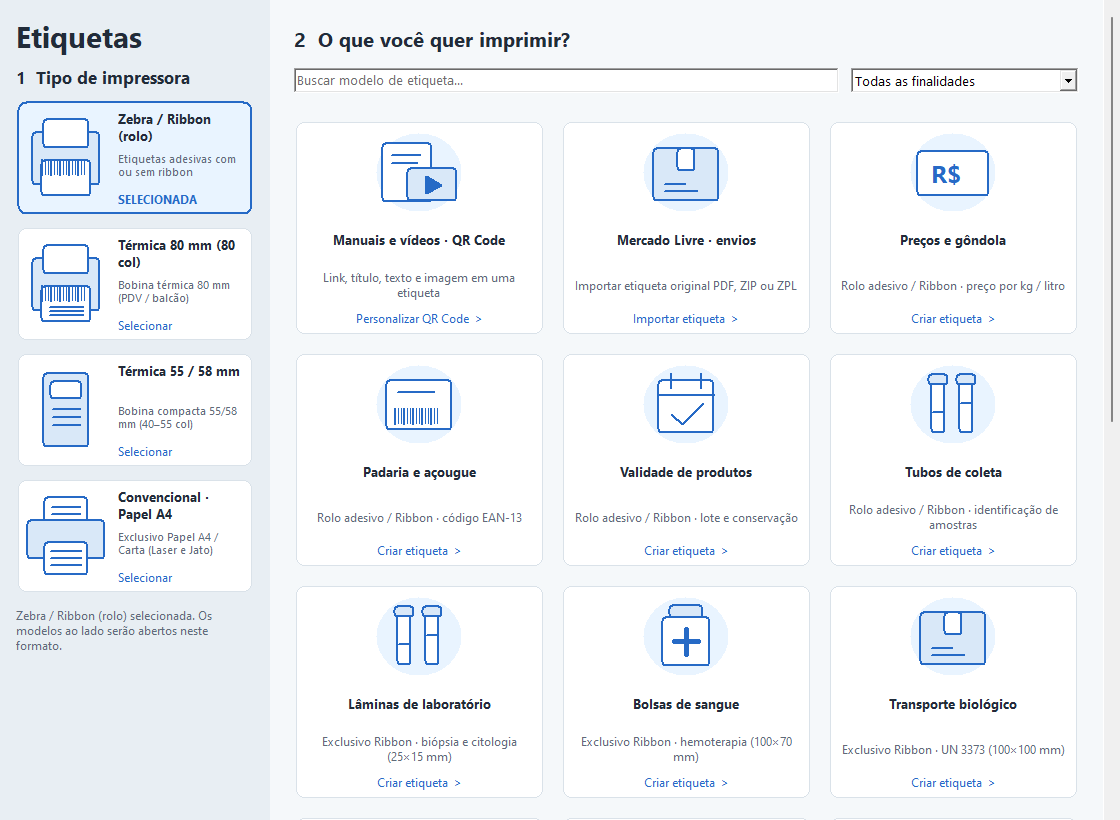 Etiquetas
1 Tipo de impressora
Zebra / Ribbon
(rolo)
Etiquetas adesivas com
ou sem ribbon
SELECIONADA
Térmica 80 mm (80
col)
Bobina térmica 80 mm
(PDV / balcão)
Selecionar
Térmica 55 / 58 mm
Bobina compacta 55/58
mm (40–55 col)
Selecionar
Convencional ·
Papel A4
Exclusivo Papel A4 /
Carta (Laser e Jato)
Selecionar
Zebra / Ribbon (rolo) selecionada. Os
modelos ao lado serão abertos neste
formato.
2 O que você quer imprimir?
Buscar modelo de etiqueta...
Todas as finalidades
Manuais e vídeos · QR Code
Link, título, texto e imagem em uma
etiqueta
Personalizar QR Code >
Mercado Livre · envios
Importar etiqueta original PDF, ZIP ou ZPL
Importar etiqueta >
R$
Preços e gôndola
Rolo adesivo / Ribbon · preço por kg / litro
Criar etiqueta >
Padaria e açougue
Rolo adesivo / Ribbon · código EAN-13
Criar etiqueta >
Validade de produtos
Rolo adesivo / Ribbon · lote e conservação
Criar etiqueta >
Tubos de coleta
Rolo adesivo / Ribbon · identificação de
amostras
Criar etiqueta >
Lâminas de laboratório
Exclusivo Ribbon · biópsia e citologia
(25×15 mm)
Criar etiqueta >
Bolsas de sangue
Exclusivo Ribbon · hemoterapia (100×70
mm)
Criar etiqueta >
Transporte biológico
Exclusivo Ribbon · UN 3373 (100×100 mm)
Criar etiqueta >